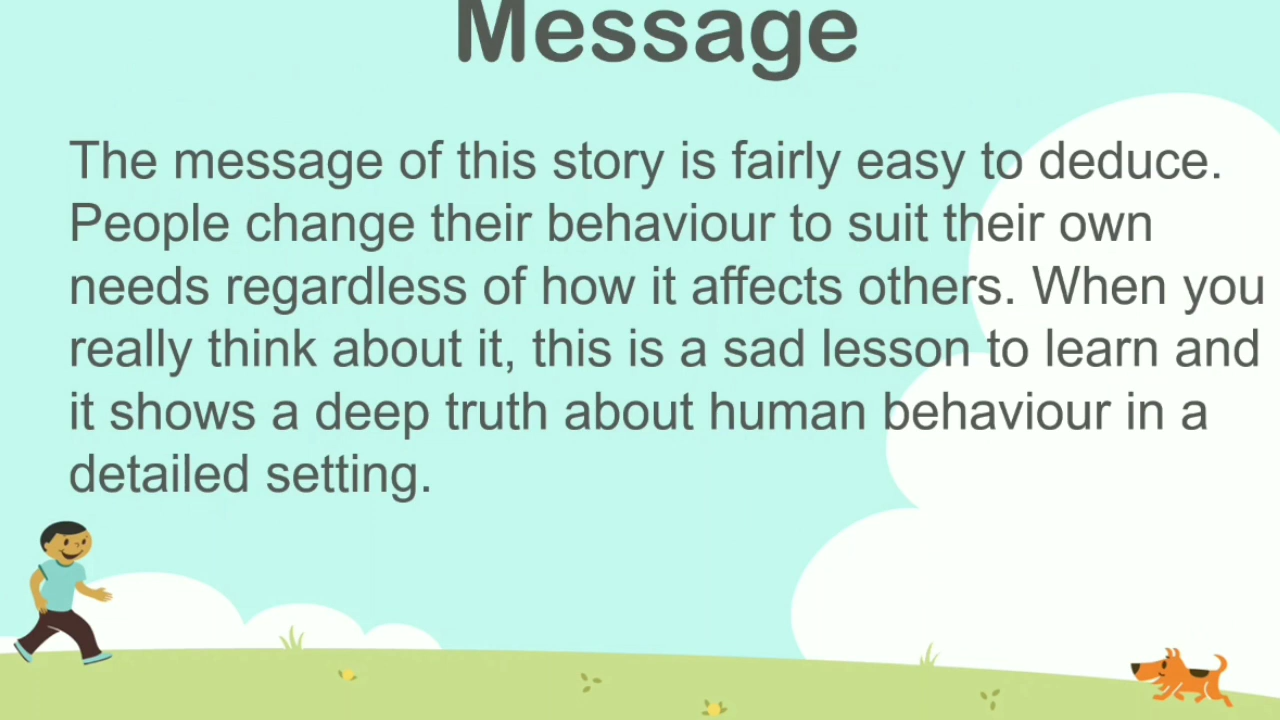 Message
The message of this story is fairly easy to deduce.
People change their behaviour to suit their own
needs regardless of how it affects others. When you
really think about it, this is a sad lesson to learn and
it shows a deep truth about human behaviour in a
detailed setting.